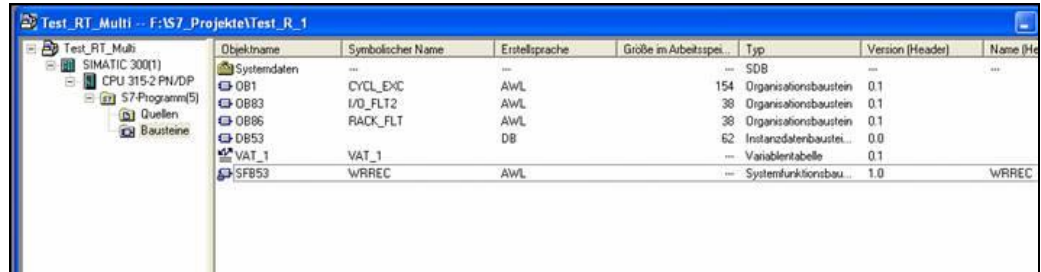 Test_RT_Multi -- F:\S7_Projekte\Test_R_1
Test_RT_Multi
SIMATIC 300(1)
CPU 315-2 PN/DP
S7-Programm(5)
Quellen
Bausteine
Objektname Symbolischer Name Erstellsprache Größe im Arbeitsspei... Typ Version (Header) Name (He
Systemdaten --- --- --- SDB --- ---
OB1 CYCL_EXC AWL 154 Organisationsbaustein 0.1
OB83 I/O_FLT2 AWL 38 Organisationsbaustein 0.1
OB86 RACK_FLT AWL 38 Organisationsbaustein 0.1
DB53 DB 62 Instanzdatenbaustei... 0.0
VAT_1 VAT_1 --- Variablentabelle 0.1
SFB53 WRREC AWL --- Systemfunktionsbau... 1.0 WRREC